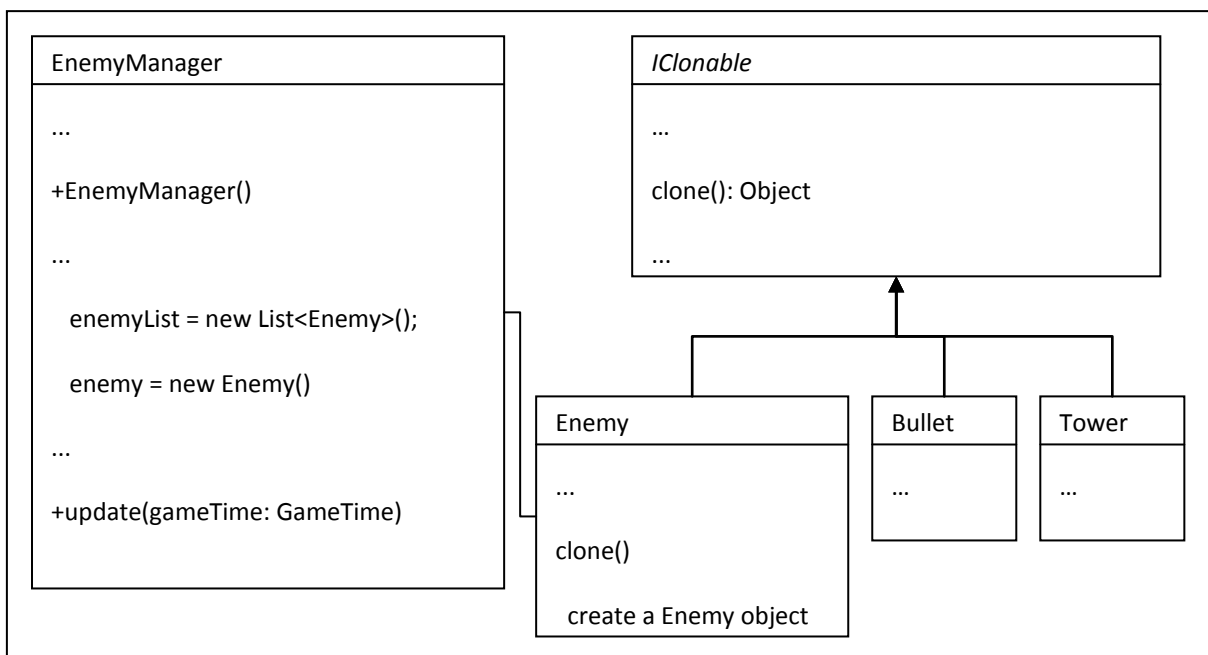 EnemyManager
...
+EnemyManager()
...
enemyList = new List<Enemy>();
enemy = new Enemy()
...
+update(gameTime: GameTime)
IClonable
...
clone(): Object
...
Enemy
...
clone()
create a Enemy object
Bullet
...
Tower
...